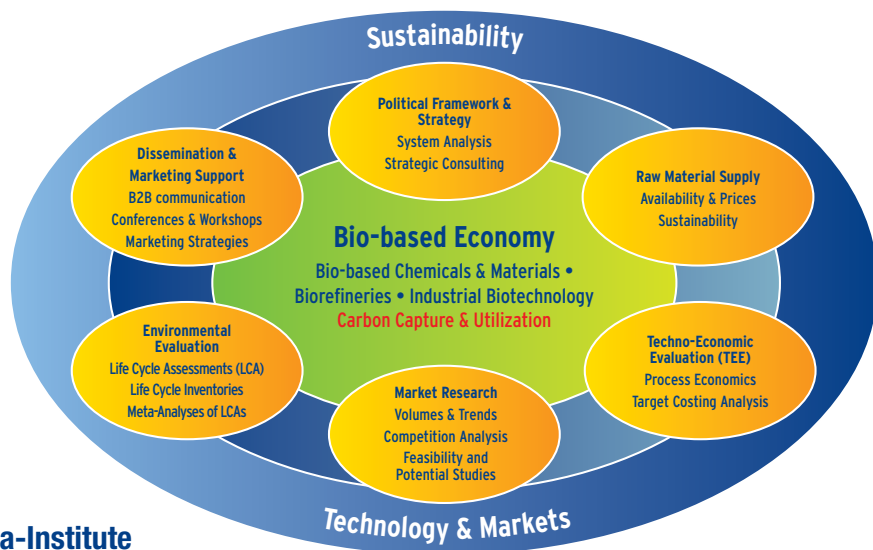 Sustainability
Political Framework &
Strategy
System Analysis
Strategic Consulting
Dissemination &
Marketing Support
B2B communication
Conferences & Workshops
Marketing Strategies
Raw Material Supply
Availability & Prices
Sustainability
Bio-based Economy
Bio-based Chemicals & Materials •
Biorefineries • Industrial Biotechnology
Carbon Capture & Utilization
Environmental
Evaluation
Life Cycle Assessments (LCA)
Life Cycle Inventories
Meta-Analyses of LCAs
Techno-Economic
Evaluation (TEE)
Process Economics
Target Costing Analysis
Market Research
Volumes & Trends
Competition Analysis
Feasibility and
Potential Studies
Technology & Markets
a-Institute